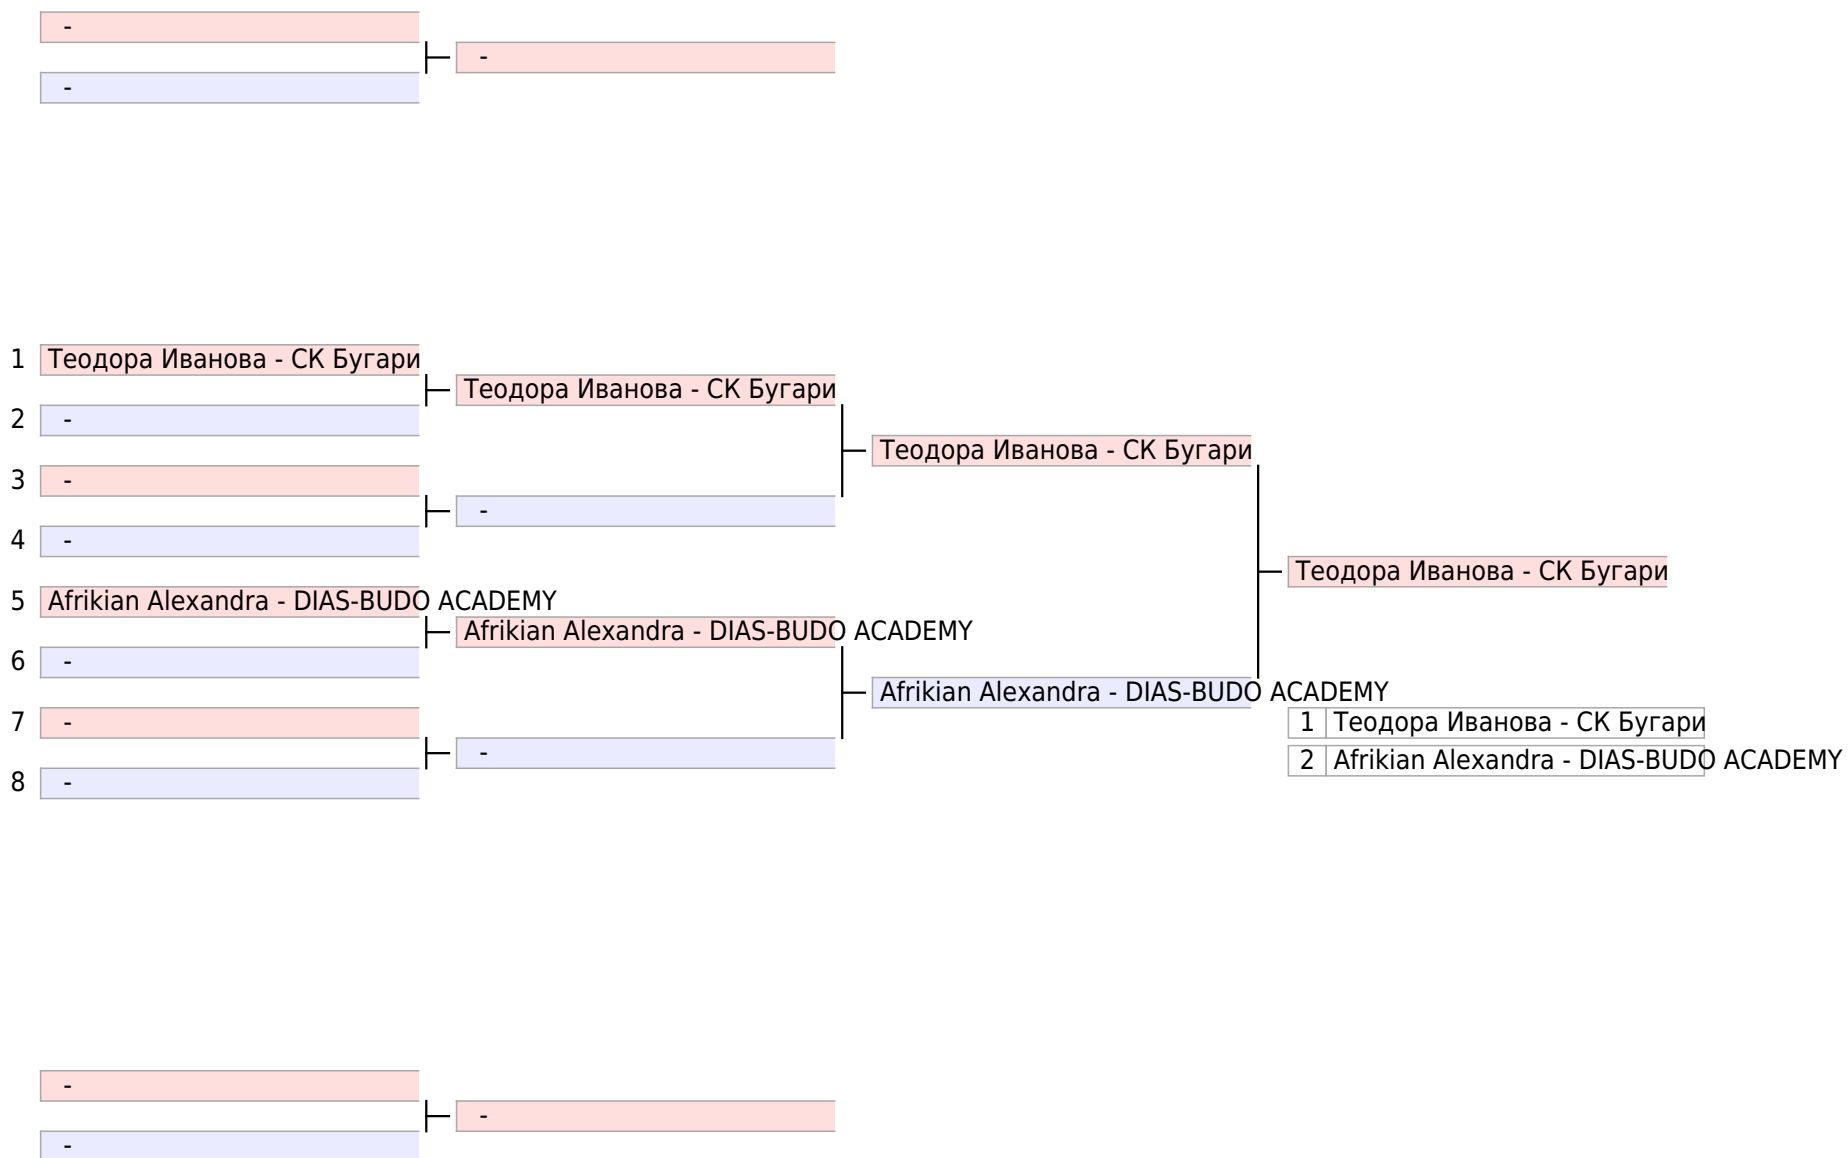 -
-
-
1 Теодора Иванова - СК Бугари
Теодора Иванова - СК Бугари
2 -
Теодора Иванова - СК Бугари
3 -
-
4 -
Теодора Иванова - СК Бугари
5 Afrikian Alexandra - DIAS-BUDO ACADEMY
Afrikian Alexandra - DIAS-BUDO ACADEMY
6 -
Afrikian Alexandra - DIAS-BUDO ACADEMY
7 -
1 Теодора Иванова - СК Бугари
-
2 Afrikian Alexandra - DIAS-BUDO ACADEMY
8 -
-
-
-